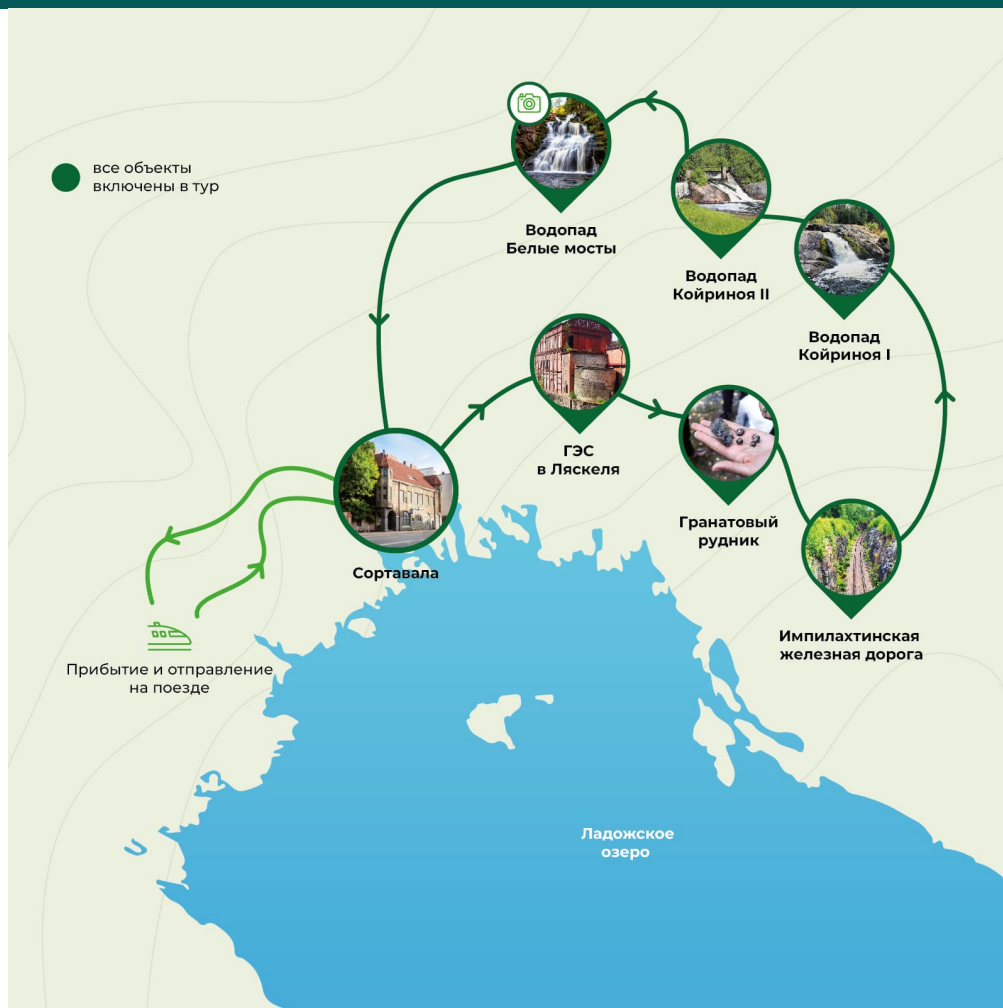 все объекты
включены в тур
Водопад
Белые мосты
Водопад
Койриноя II
Водопад
Койриноя I
ГЭС
в Ляскеля
Гранатовый
рудник
Сортавала
Импилахтинская
железная дорога
Прибытие и отправление
на поезде
Ладожское
озеро